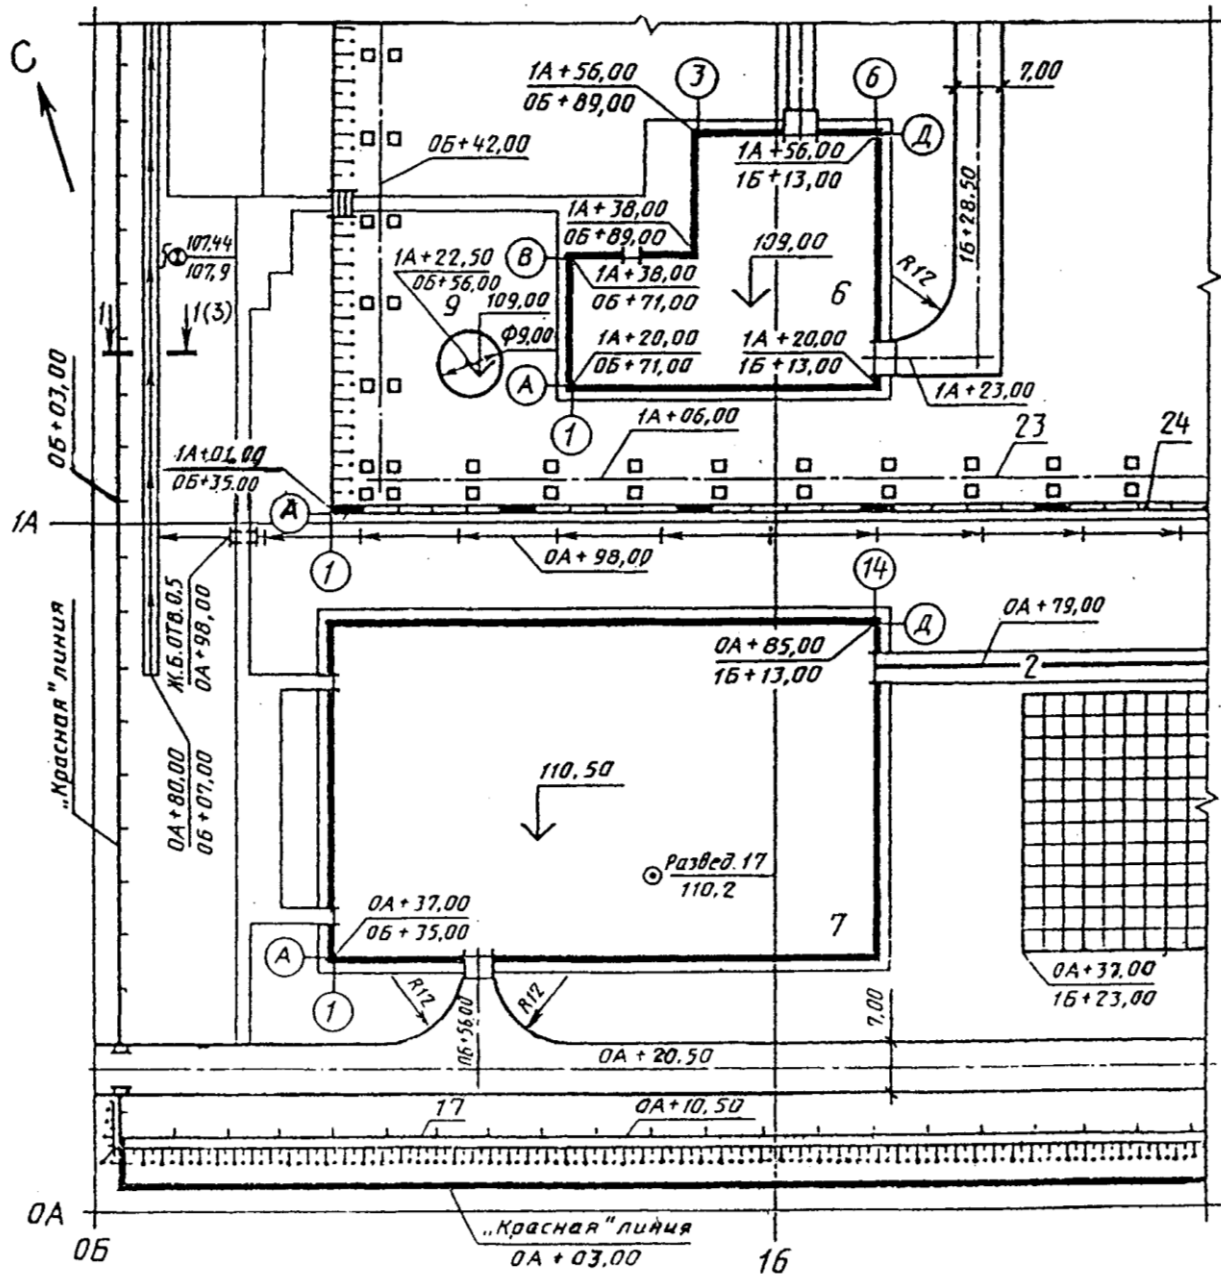 С
1А+56,00
0Б+89,00
3
6
7,00
0Б+42,00
Д
1А+56,00
1Б+13,00
1Б+28,50
1А+38,00
0Б+89,00
107,44
107,9
В
1А+22,50
0Б+56,00
1А+38,00
0Б+71,00
109,00
R12
9
109,00
6
1
1(3)
Ф9,00
1А+20,00
0Б+71,00
1А+20,00
1Б+13,00
А
1А+23,00
0Б+03,00
1
1А+06,00
23
24
1А+01,00
0Б+35.00
А
1А
0А+98,00
1
14
Ж.Б.ОТВ.0,5
0А+98,00
0А+79,00
Д
0А+85,00
1Б+13,00
2
„Красная" линия
0А+80.00
0Б+07,00
110,50
Развед.17
110,2
0А+37,00
0Б+35,00
7
А
0А+37,00
1Б+23,00
R12
R12
1
0Б+56.00
7,00
0А+20.50
17
0А+10,50
0А
„Красная" линия
0А+03,00
0Б
1Б